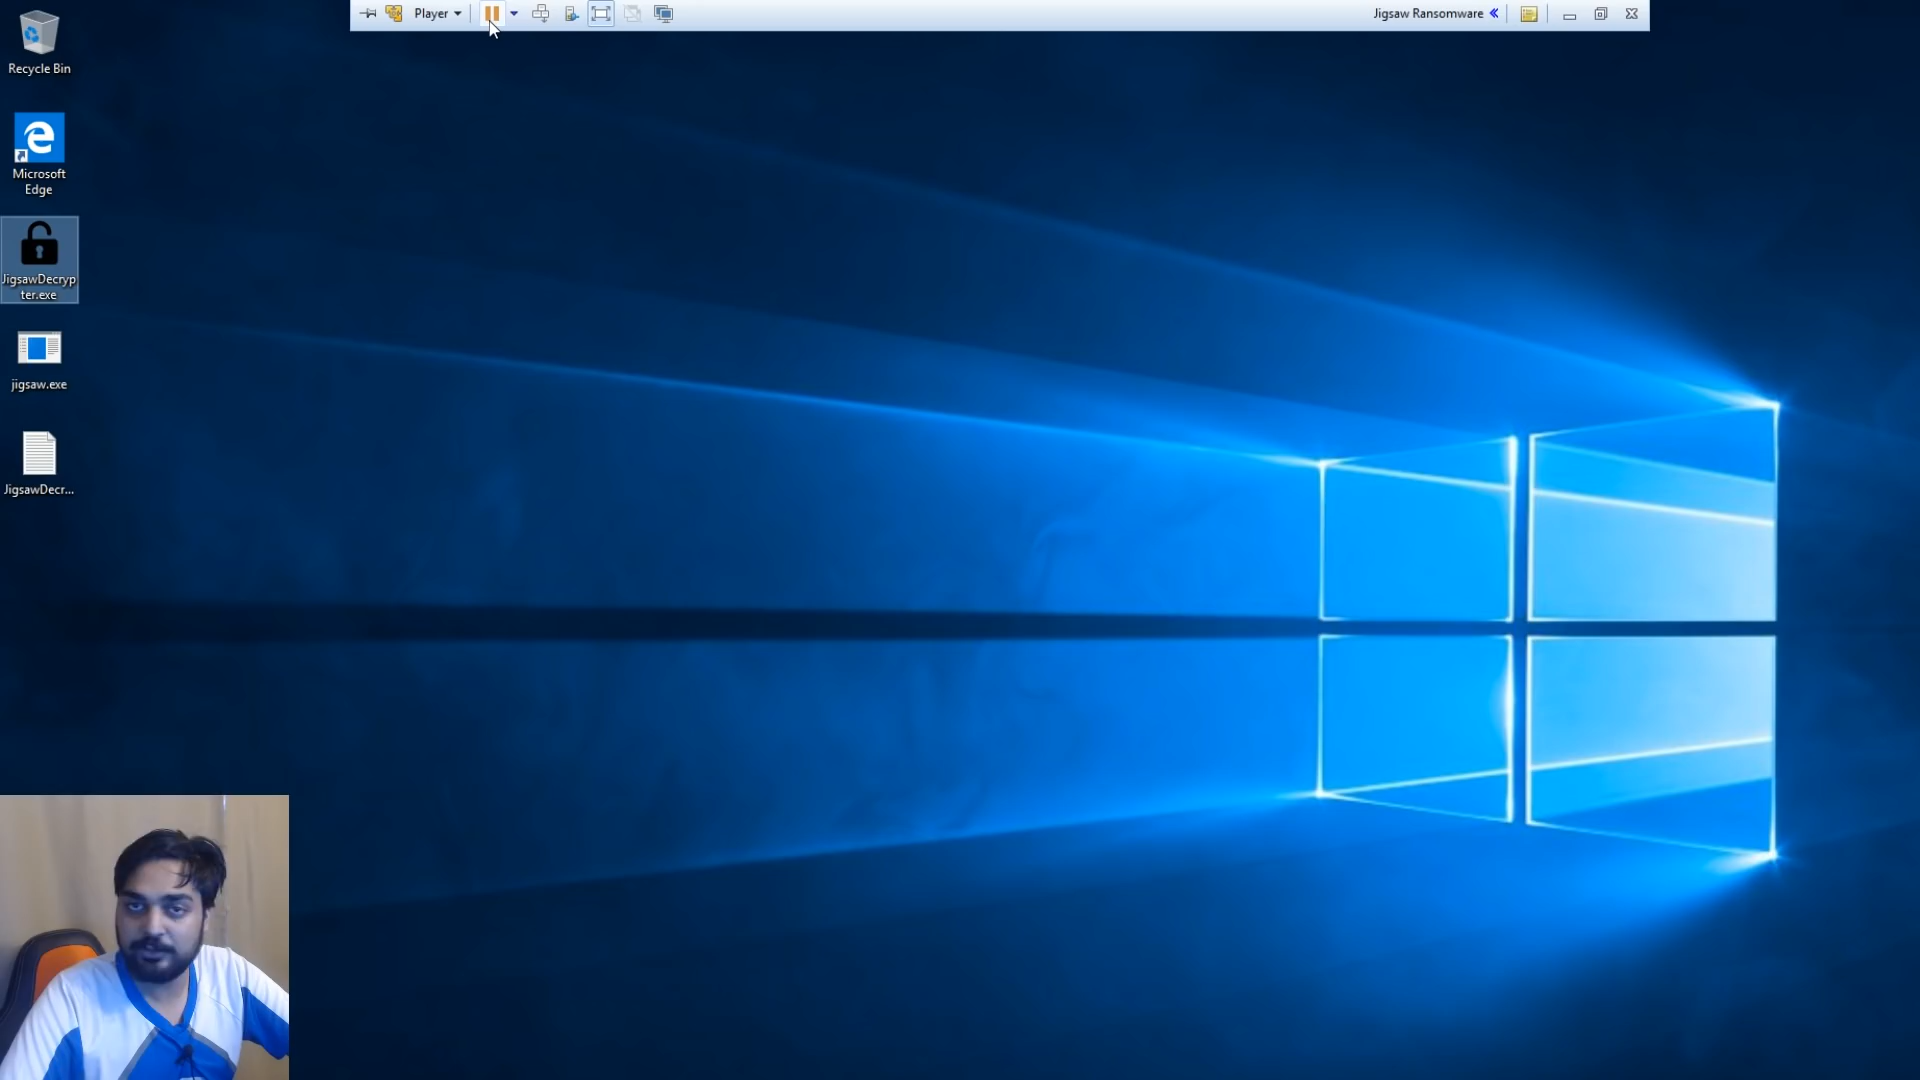 Player
Jigsaw Ransomware
Recycle Bin
Microsoft
Edge
JigsawDecryp
ter.exe
jigsaw.exe
JigsawDecr...